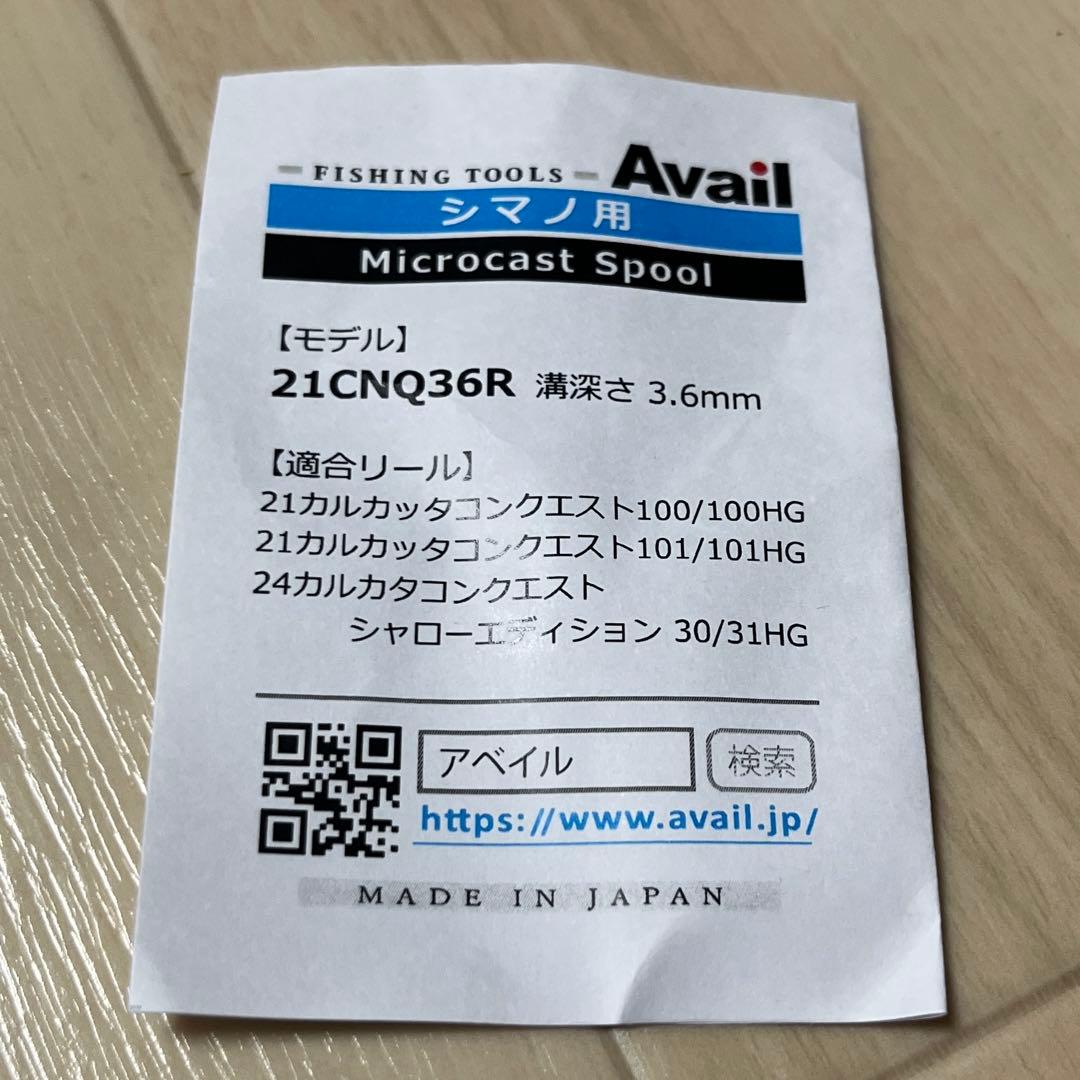 FISHING TOOLS Avail
シマノ用
Microcast Spool
【モデル】
21CNQ36R 溝深さ 3.6mm
【適合リール】
21カルカッタコンクエスト100/100HG
21カルカッタコンクエスト101/101HG
24カルカタコンクエスト
シャローエディション 30/31HG
アベイル 検索
https://www.avail.jp/
MADE IN JAPAN